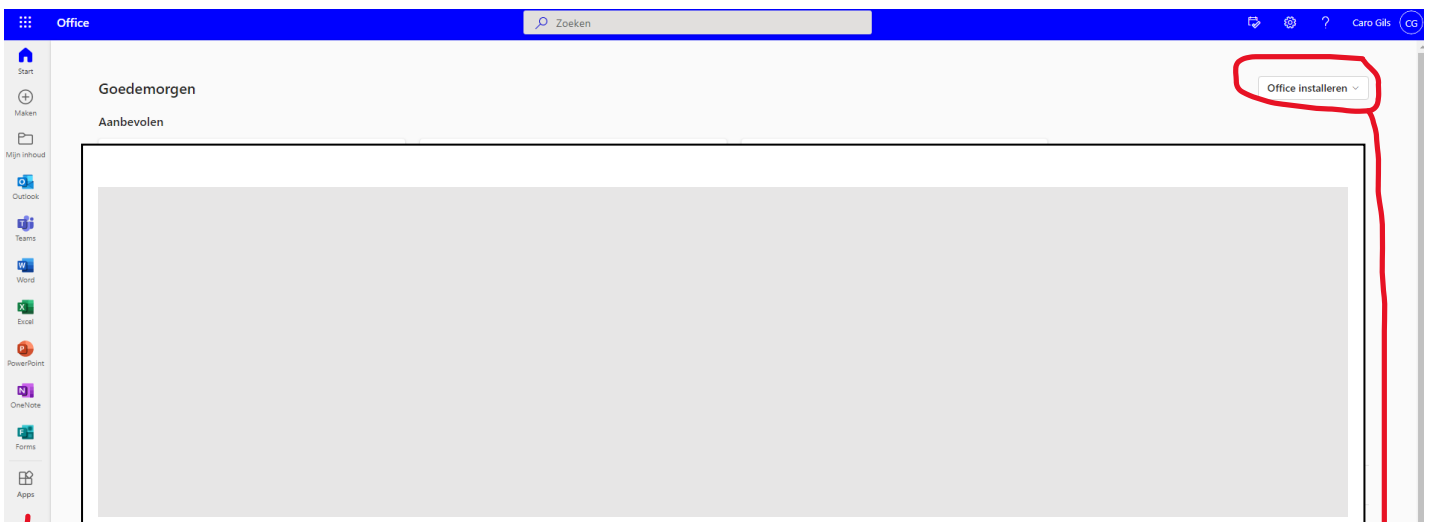 Office
Zoeken
?
Caro Gils
CG
Start
Maken
Mijn inhoud
Outlook
Teams
Word
Excel
PowerPoint
OneNote
Forms
Apps
Goedemorgen
Office installeren
Aanbevolen